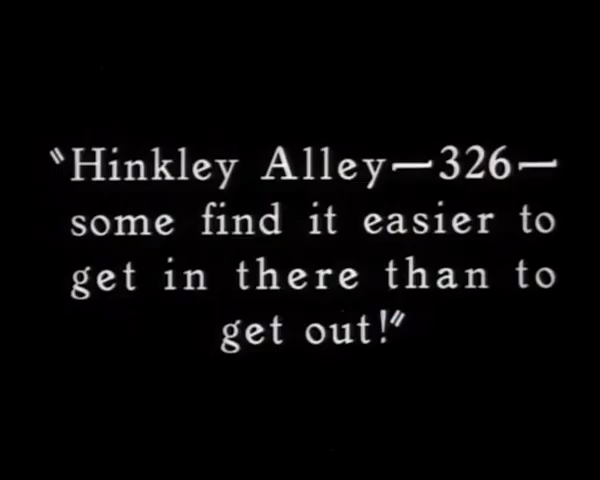 "Hinkley Alley—326—
some find it easier to
get in there than to
get out!"